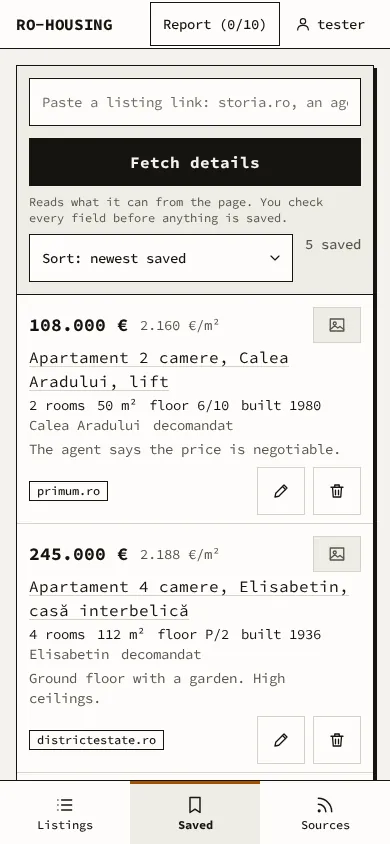 RO-HOUSING
Report (0/10)
tester
Paste a listing link: storia.ro, an
Fetch details
Reads what it can from the page. You check
every field before anything is saved.
Sort: newest saved
5 saved
108.000 € 2.160 €/m²
Apartament 2 camere, Calea
Aradului, lift
2 rooms 50 m² floor 6/10 built 1980
Calea Aradului decomandat
The agent says the price is negotiable.
primum.ro
245.000 € 2.188 €/m²
Apartament 4 camere, Elisabetin,
casă interbelică
4 rooms 112 m² floor P/2 built 1936
Elisabetin decomandat
Ground floor with a garden. High
ceilings.
districtestate.ro
Listings
Saved
Sources